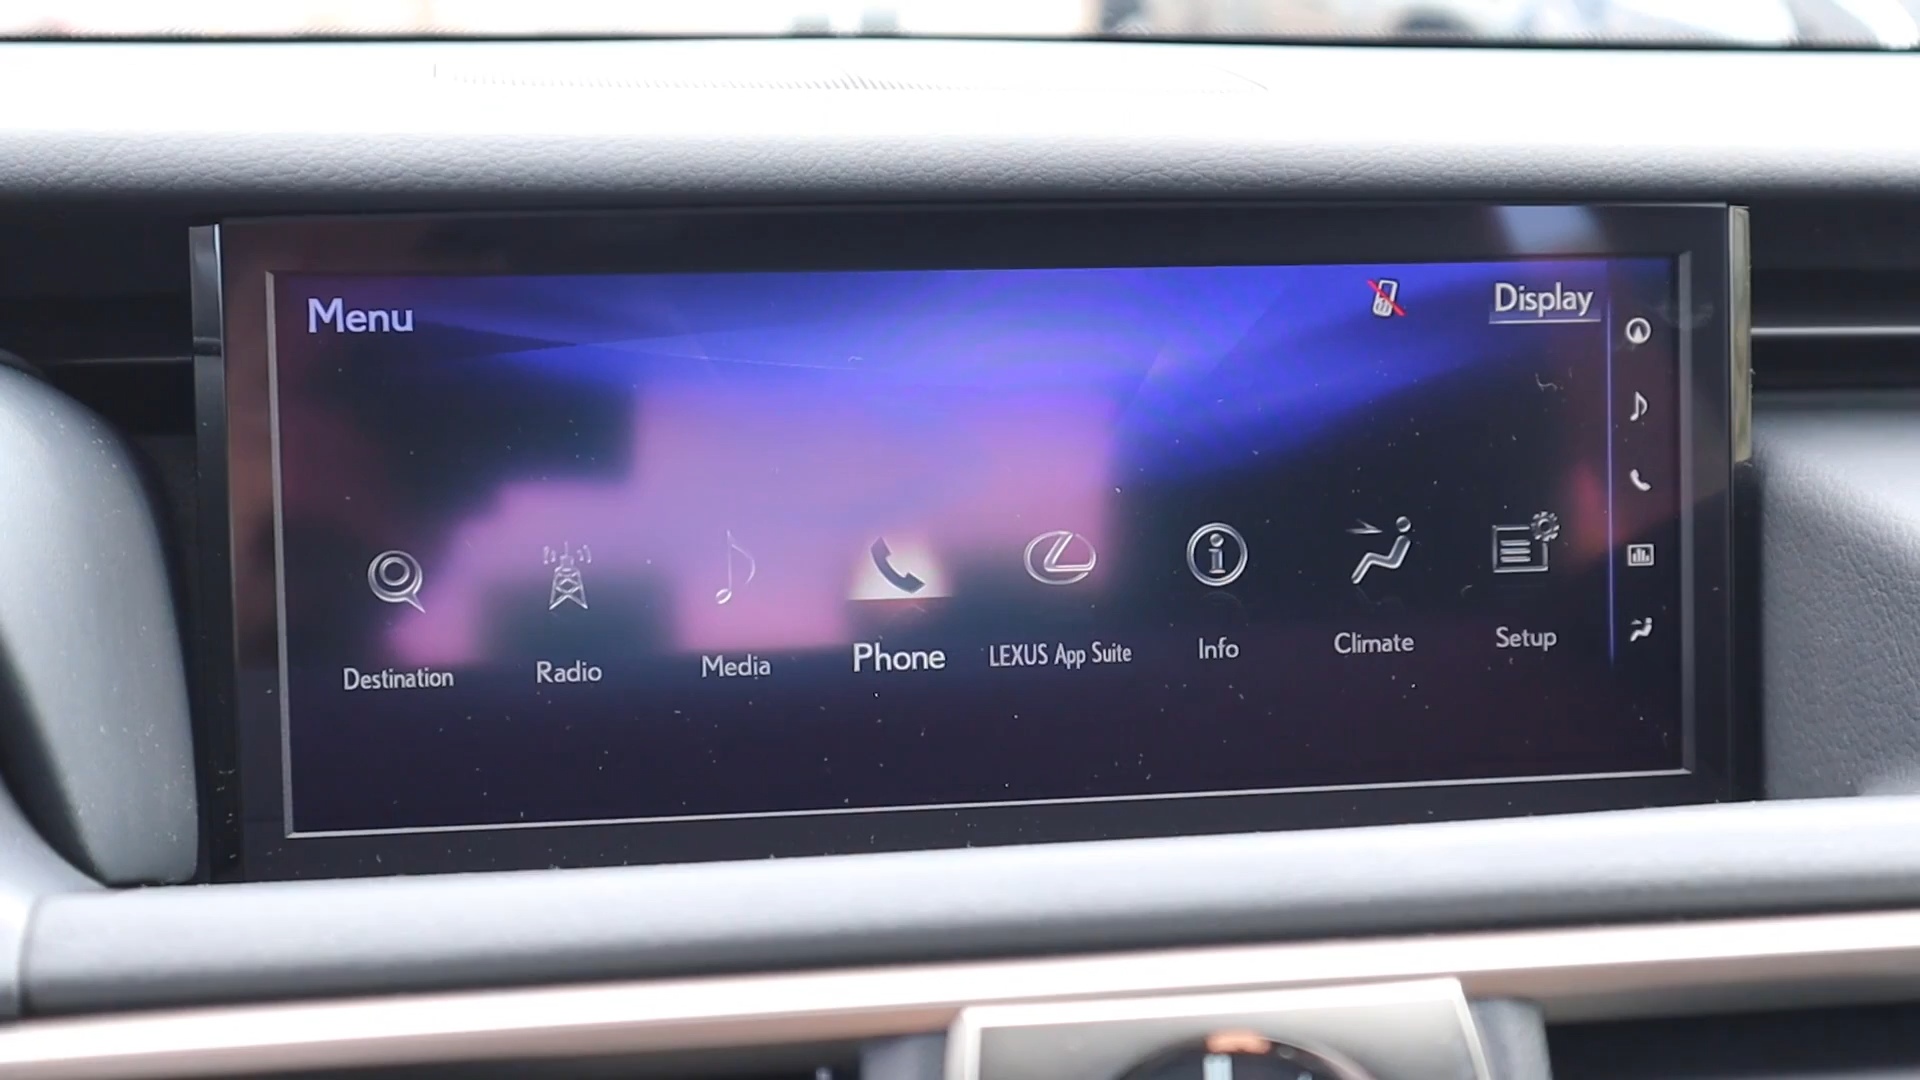 Menu
Display
Destination
Radio
Media
Phone
LEXUS App Suite
Info
Climate
Setup